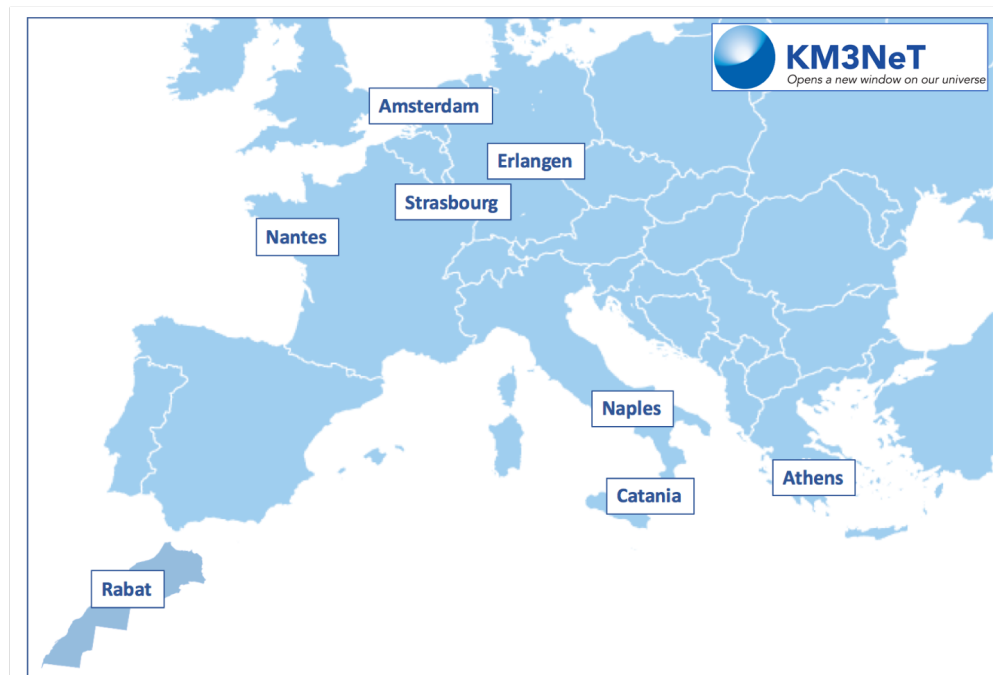 KM3NeT
Opens a new window on our universe
Amsterdam
Erlangen
Strasbourg
Nantes
Naples
Athens
Catania
Rabat